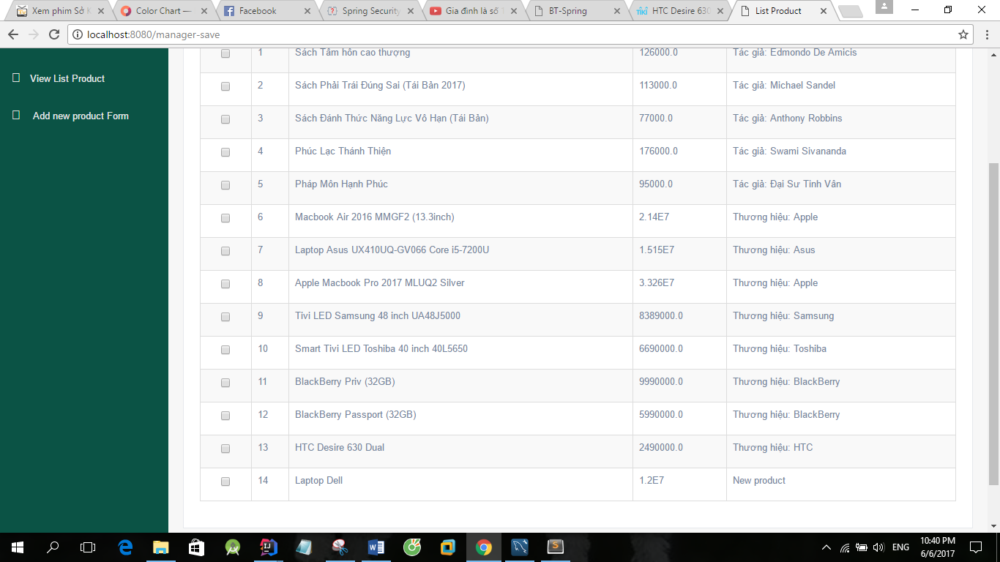 Xem phim Sở K
Color Chart —
Facebook
Spring Security
Gia đình là số 1
BT-Spring
HTC Desire 630
List Product
localhost:8080/manager-save
View List Product
Add new product Form
1 Sách Tâm hồn cao thượng 126000.0 Tác giả: Edmondo De Amicis
2 Sách Phải Trái Đúng Sai (Tái Bản 2017) 113000.0 Tác giả: Michael Sandel
3 Sách Đánh Thức Năng Lực Vô Hạn (Tái Bản) 77000.0 Tác giả: Anthony Robbins
4 Phúc Lạc Thánh Thiện 176000.0 Tác giả: Swami Sivananda
5 Pháp Môn Hạnh Phúc 95000.0 Tác giả: Đại Sư Tinh Vân
6 Macbook Air 2016 MMGF2 (13.3inch) 2.14E7 Thương hiệu: Apple
7 Laptop Asus UX410UQ-GV066 Core i5-7200U 1.515E7 Thương hiệu: Asus
8 Apple Macbook Pro 2017 MLUQ2 Silver 3.326E7 Thương hiệu: Apple
9 Tivi LED Samsung 48 inch UA48J5000 8389000.0 Thương hiệu: Samsung
10 Smart Tivi LED Toshiba 40 inch 40L5650 6690000.0 Thương hiệu: Toshiba
11 BlackBerry Priv (32GB) 9990000.0 Thương hiệu: BlackBerry
12 BlackBerry Passport (32GB) 5990000.0 Thương hiệu: BlackBerry
13 HTC Desire 630 Dual 2490000.0 Thương hiệu: HTC
14 Laptop Dell 1.2E7 New product
ENG
10:40 PM
6/6/2017